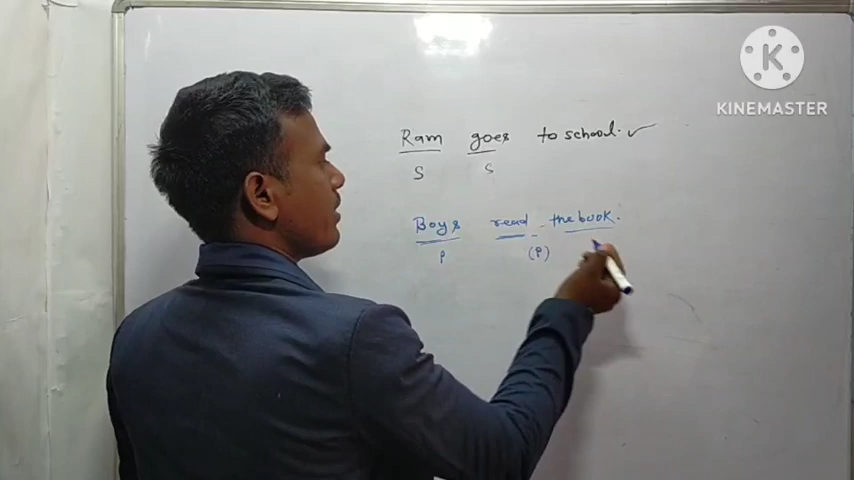 K
KINEMASTER
Ram goes to school. ✓
S S
Boys read the book.
P (P)